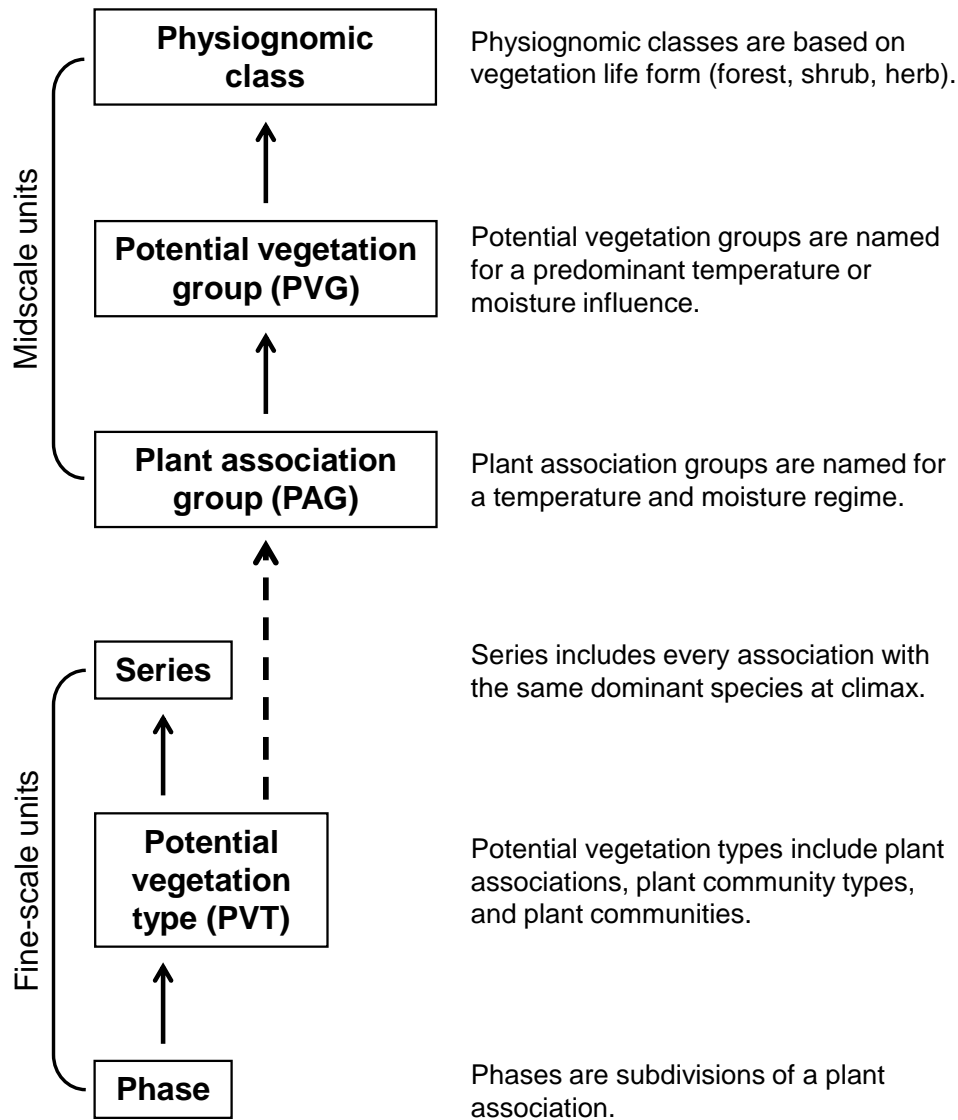 Physiognomic
class
Physiognomic classes are based on
vegetation life form (forest, shrub, herb).
Midscale units
Potential vegetation
group (PVG)
Potential vegetation groups are named
for a predominant temperature or
moisture influence.
Plant association
group (PAG)
Plant association groups are named for
a temperature and moisture regime.
Series
Series includes every association with
the same dominant species at climax.
Fine-scale units
Potential
vegetation
type (PVT)
Potential vegetation types include plant
associations, plant community types,
and plant communities.
Phase
Phases are subdivisions of a plant
association.